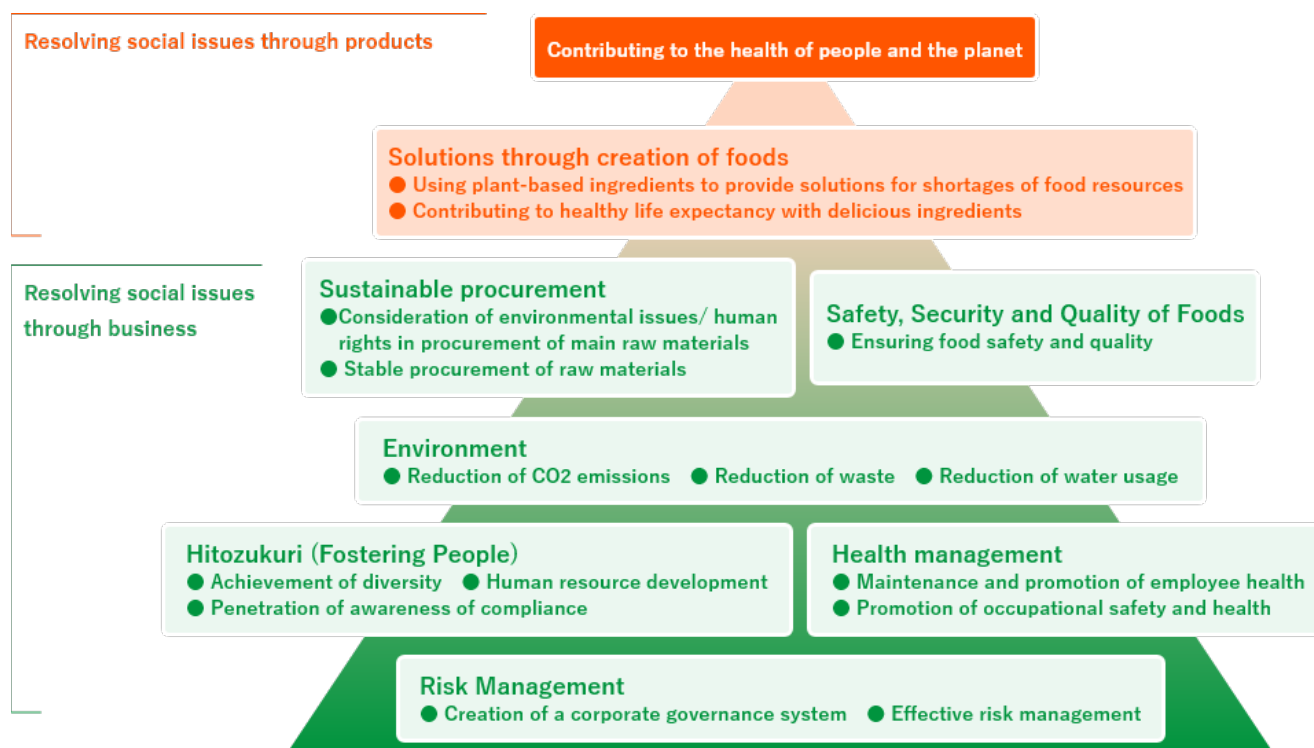 Resolving social issues through products
Contributing to the health of people and the planet
Solutions through creation of foods
● Using plant-based ingredients to provide solutions for shortages of food resources
● Contributing to healthy life expectancy with delicious ingredients
Resolving social issues
through business
Sustainable procurement
●Consideration of environmental issues/ human
rights in procurement of main raw materials
● Stable procurement of raw materials
Safety, Security and Quality of Foods
● Ensuring food safety and quality
Environment
● Reduction of CO2 emissions ● Reduction of waste ● Reduction of water usage
Hitozukuri (Fostering People)
● Achievement of diversity ● Human resource development
● Penetration of awareness of compliance
Health management
● Maintenance and promotion of employee health
● Promotion of occupational safety and health
Risk Management
● Creation of a corporate governance system ● Effective risk management